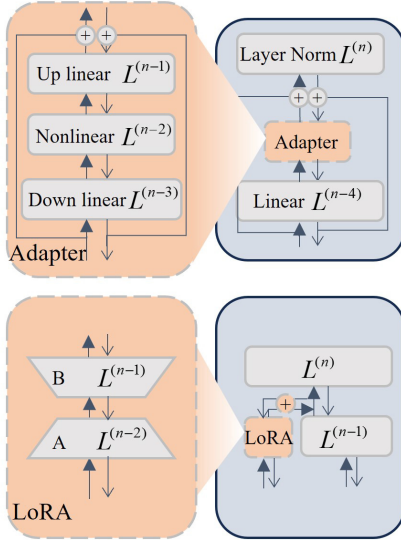 + +
Up linear L^(n−1)
Nonlinear L^(n−2)
Down linear L^(n−3)
Adapter
Layer Norm L^(n)
+ +
Adapter
Linear L^(n−4)
B L^(n−1)
A L^(n−2)
LoRA
L^(n)
+
LoRA
L^(n−1)